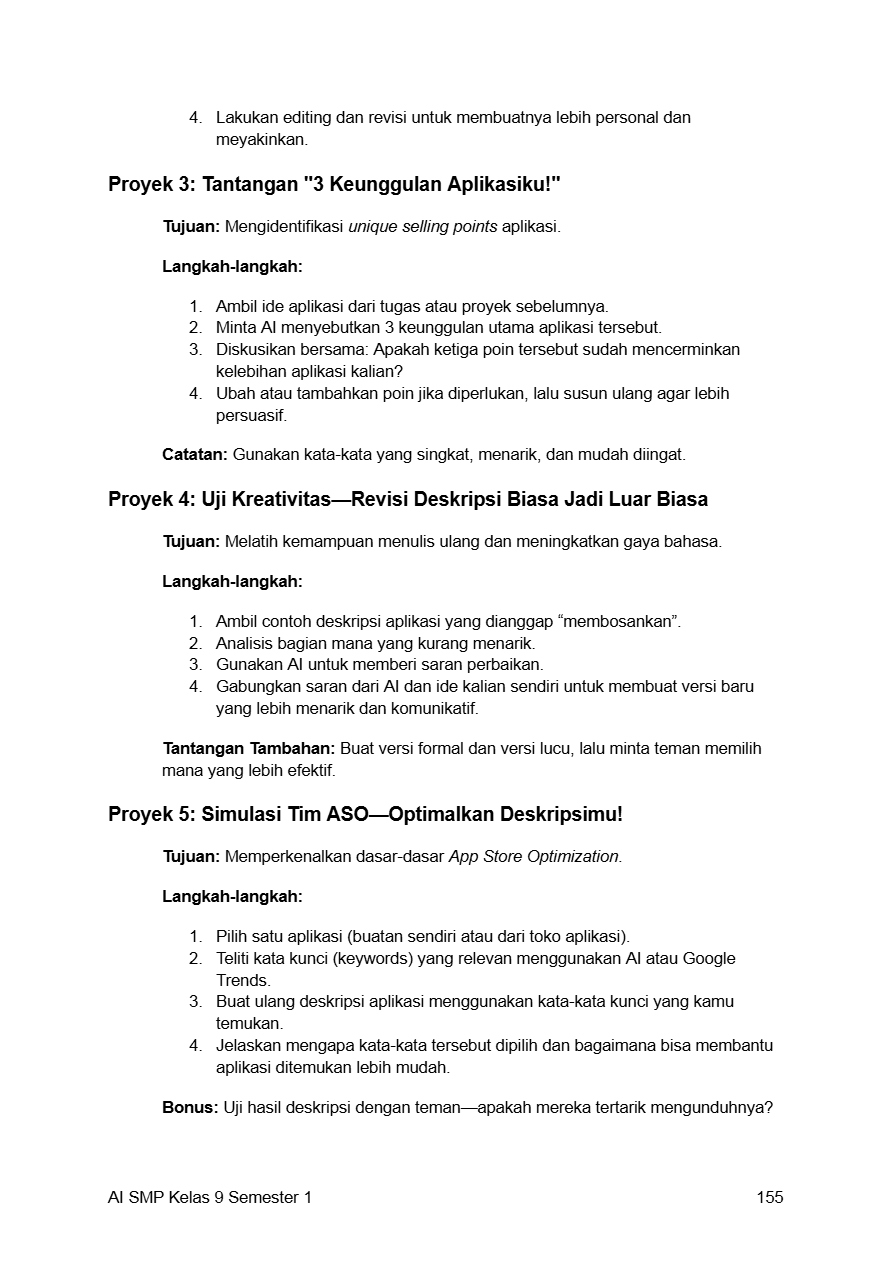 4. Lakukan editing dan revisi untuk membuatnya lebih personal dan
meyakinkan.
Proyek 3: Tantangan "3 Keunggulan Aplikasiku!"
Tujuan: Mengidentifikasi unique selling points aplikasi.
Langkah-langkah:
1. Ambil ide aplikasi dari tugas atau proyek sebelumnya.
2. Minta AI menyebutkan 3 keunggulan utama aplikasi tersebut.
3. Diskusikan bersama: Apakah ketiga poin tersebut sudah mencerminkan
kelebihan aplikasi kalian?
4. Ubah atau tambahkan poin jika diperlukan, lalu susun ulang agar lebih
persuasif.
Catatan: Gunakan kata-kata yang singkat, menarik, dan mudah diingat.
Proyek 4: Uji Kreativitas—Revisi Deskripsi Biasa Jadi Luar Biasa
Tujuan: Melatih kemampuan menulis ulang dan meningkatkan gaya bahasa.
Langkah-langkah:
1. Ambil contoh deskripsi aplikasi yang dianggap “membosankan”.
2. Analisis bagian mana yang kurang menarik.
3. Gunakan AI untuk memberi saran perbaikan.
4. Gabungkan saran dari AI dan ide kalian sendiri untuk membuat versi baru
yang lebih menarik dan komunikatif.
Tantangan Tambahan: Buat versi formal dan versi lucu, lalu minta teman memilih
mana yang lebih efektif.
Proyek 5: Simulasi Tim ASO—Optimalkan Deskripsimu!
Tujuan: Memperkenalkan dasar-dasar App Store Optimization.
Langkah-langkah:
1. Pilih satu aplikasi (buatan sendiri atau dari toko aplikasi).
2. Teliti kata kunci (keywords) yang relevan menggunakan AI atau Google
Trends.
3. Buat ulang deskripsi aplikasi menggunakan kata-kata kunci yang kamu
temukan.
4. Jelaskan mengapa kata-kata tersebut dipilih dan bagaimana bisa membantu
aplikasi ditemukan lebih mudah.
Bonus: Uji hasil deskripsi dengan teman—apakah mereka tertarik mengunduhnya?
AI SMP Kelas 9 Semester 1 155